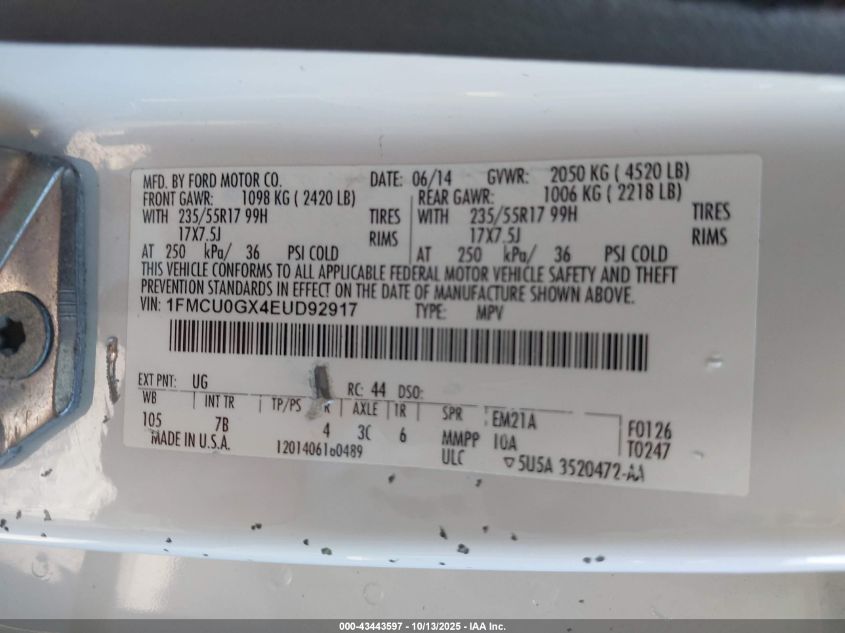 MFD. BY FORD MOTOR CO. DATE: 06/14 GVWR: 2050 KG ( 4520 LB)
FRONT GAWR: 1098 KG ( 2420 LB) REAR GAWR: 1006 KG ( 2218 LB)
WITH 235/55R17 99H TIRES WITH 235/55R17 99H TIRES
17X7.5J RIMS 17X7.5J RIMS
AT 250 kPa/ 36 PSI COLD AT 250 kPa/ 36 PSI COLD
THIS VEHICLE CONFORMS TO ALL APPLICABLE FEDERAL MOTOR VEHICLE SAFETY AND THEFT
PREVENTION STANDARDS IN EFFECT ON THE DATE OF MANUFACTURE SHOWN ABOVE.
VIN: 1FMCU0GX4EUD92917 TYPE: MPV
EXT PNT: UG RC: 44 DSO:
WB INT TR TP/PS R AXLE TR SPR EM21A F0126
105 7B 4 3C 6 MMPP 10A T0247
MADE IN U.S.A. 1201406160489 ULC ▽5U5A 3520472-AA
000-43443597 - 10/13/2025 - IAA Inc.